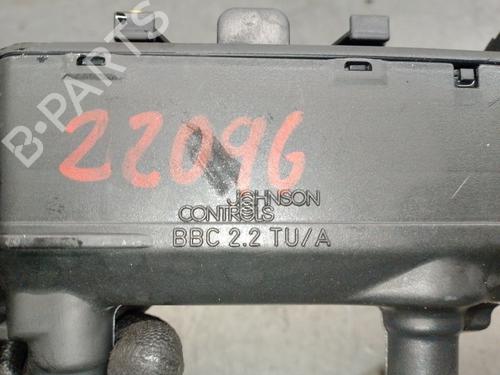 B-PARTS
22096
JOHNSON
CONTROLS
BBC 2.2 TU/A